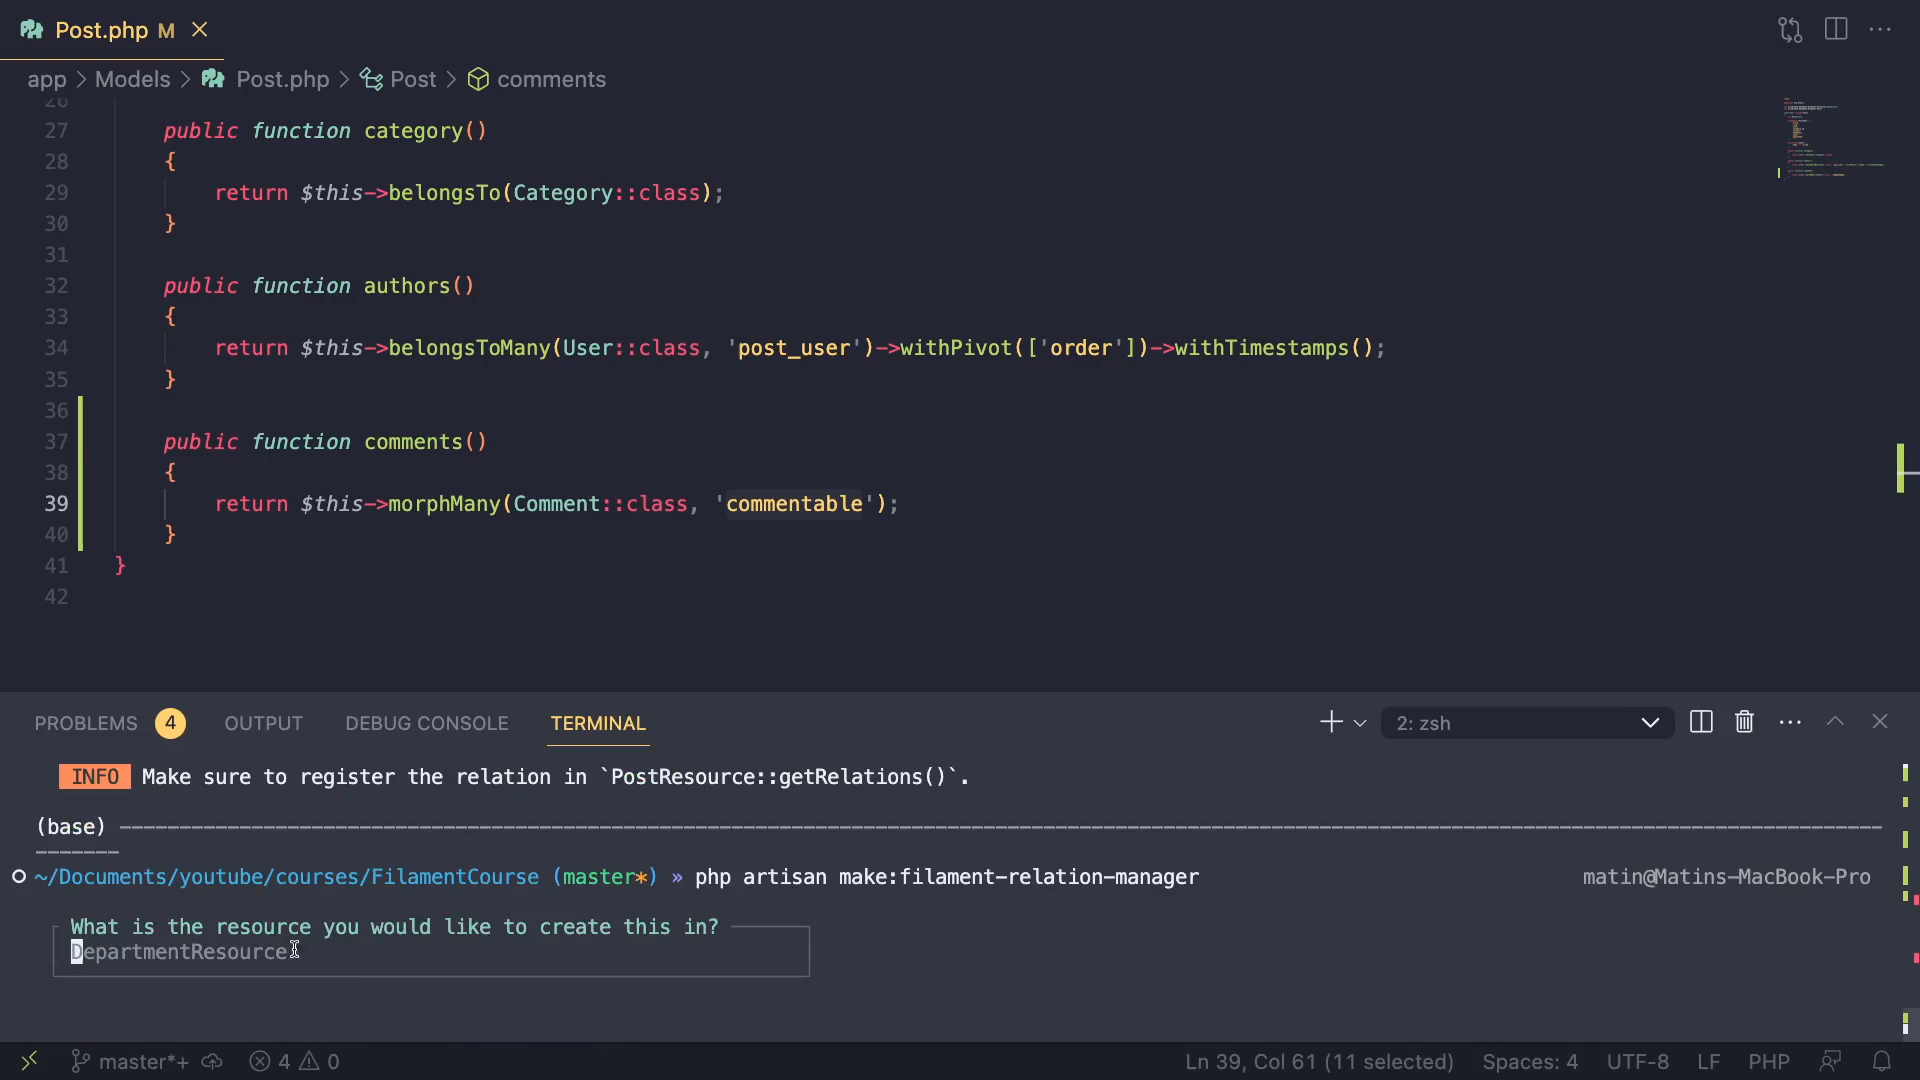 Post.php M
app > Models > Post.php > Post > comments
26
27 public function category()
28 {
29 return $this->belongsTo(Category::class);
30 }
31
32 public function authors()
33 {
34 return $this->belongsToMany(User::class, 'post_user')->withPivot(['order'])->withTimestamps();
35 }
36
37 public function comments()
38 {
39 return $this->morphMany(Comment::class, 'commentable');
40 }
41 }
42
PROBLEMS 4 OUTPUT DEBUG CONSOLE TERMINAL 2: zsh
INFO Make sure to register the relation in `PostResource::getRelations()`.
(base)
~/Documents/youtube/courses/FilamentCourse (master*) » php artisan make:filament-relation-manager matin@Matins-MacBook-Pro
What is the resource you would like to create this in?
DepartmentResource
master*+ 4 0 Ln 39, Col 61 (11 selected) Spaces: 4 UTF-8 LF PHP